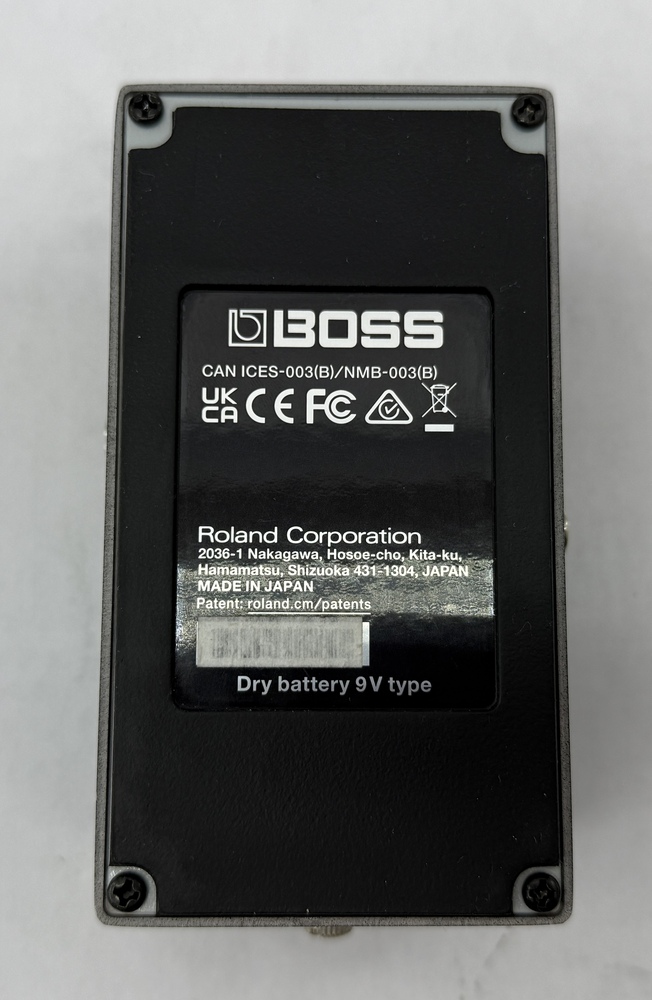 BOSS
CAN ICES-003(B)/NMB-003(B)
UK
CA CE FC
Roland Corporation
2036-1 Nakagawa, Hosoe-cho, Kita-ku,
Hamamatsu, Shizuoka 431-1304, JAPAN
MADE IN JAPAN
Patent: roland.cm/patents
Dry battery 9V type